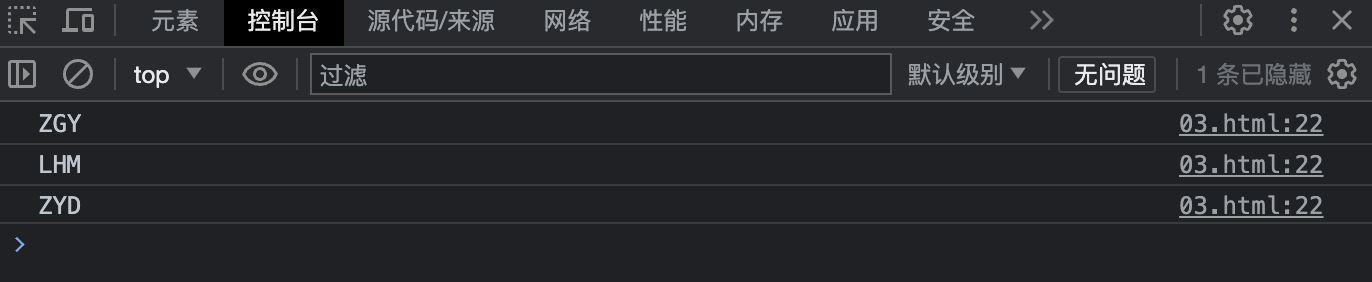 元素 控制台 源代码/来源 网络 性能 内存 应用 安全
top 过滤 默认级别 无问题 1 条已隐藏
ZGY 03.html:22
LHM 03.html:22
ZYD 03.html:22